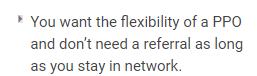 You want the flexibility of a PPO
and don’t need a referral as long
as you stay in network.